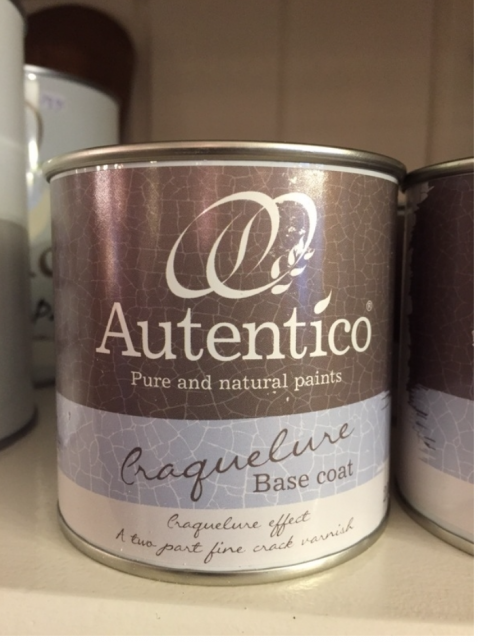 Autentico®
Pure and natural paints
Craquelure
Base coat
Craquelure effect
A two part fine crack varnish